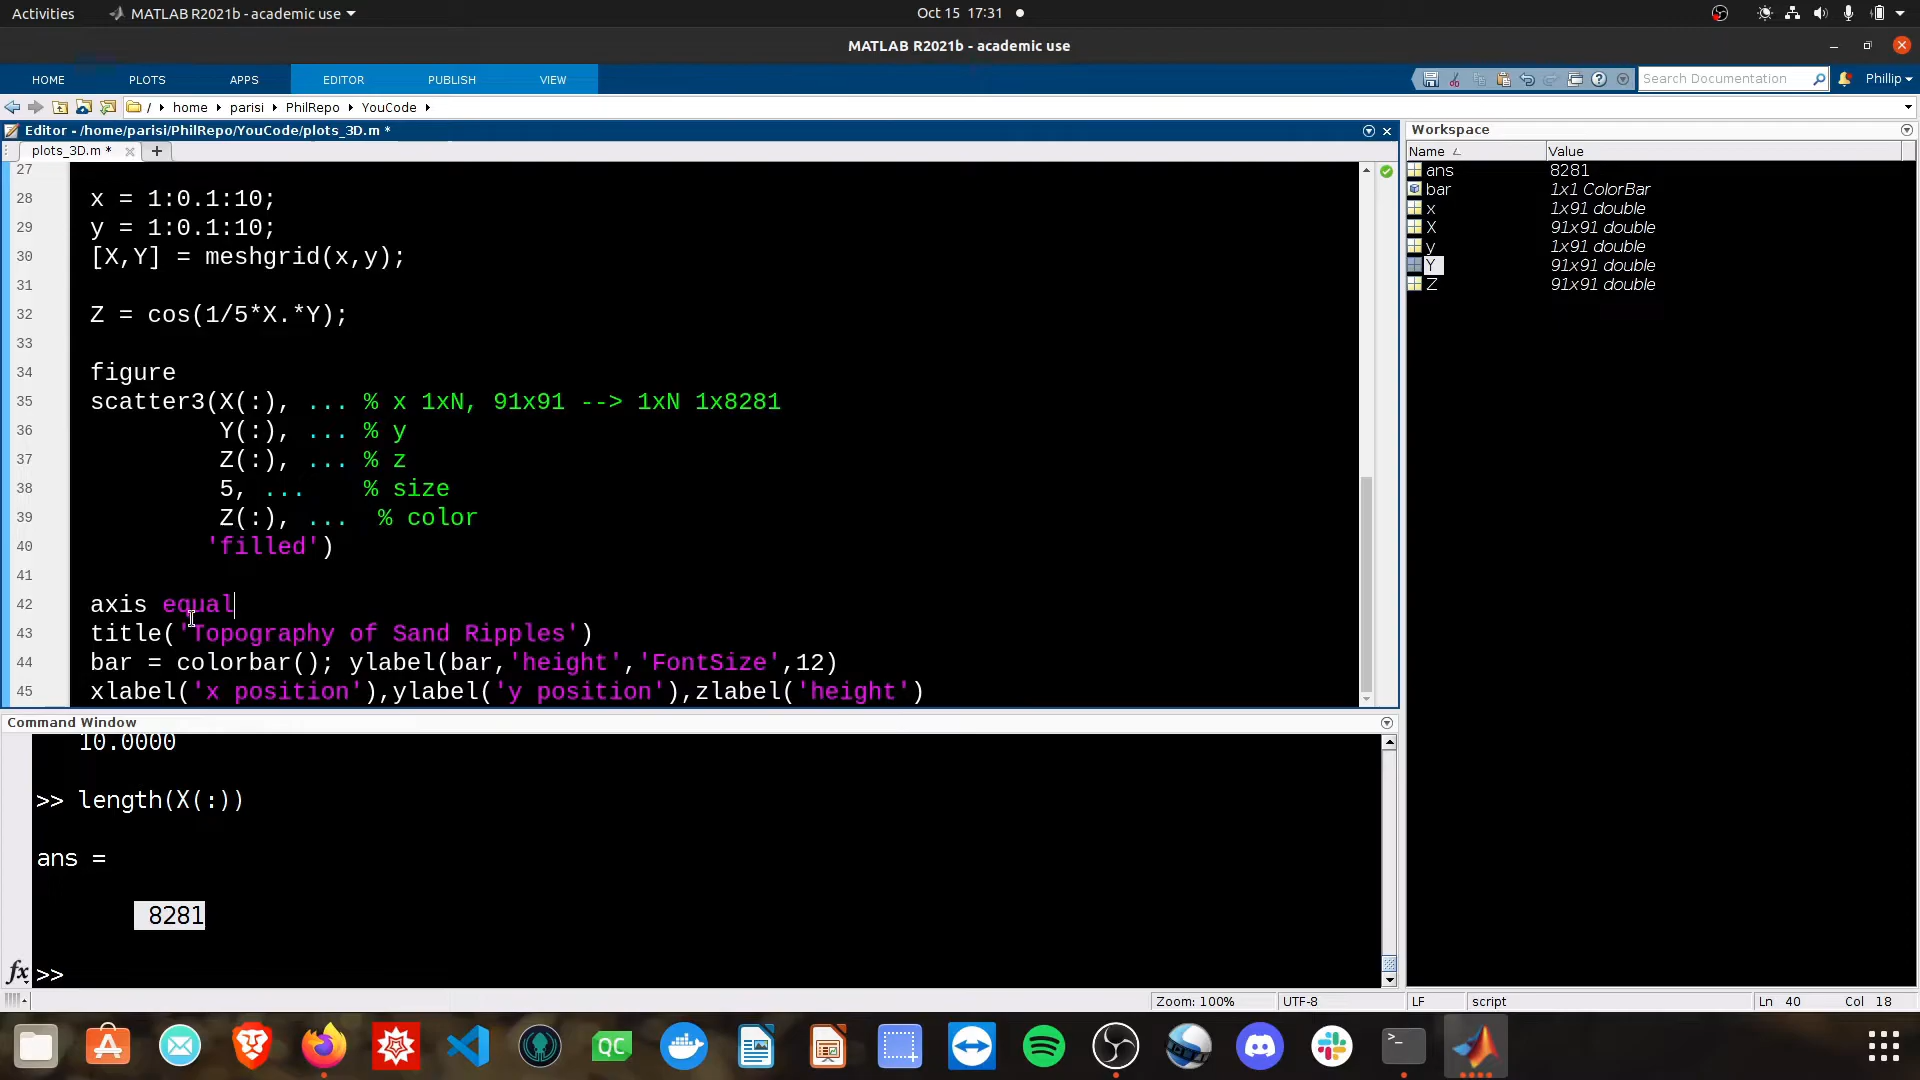 Activities MATLAB R2021b - academic use Oct 15 17:31
MATLAB R2021b - academic use
HOME PLOTS APPS EDITOR PUBLISH VIEW Search Documentation Phillip
/ home parisi PhilRepo YouCode
Editor - /home/parisi/PhilRepo/YouCode/plots_3D.m *
plots_3D.m * +
27
28 x = 1:0.1:10;
29 y = 1:0.1:10;
30 [X,Y] = meshgrid(x,y);
31
32 Z = cos(1/5*X.*Y);
33
34 figure
35 scatter3(X(:), ... % x 1xN, 91x91 --> 1xN 1x8281
36 Y(:), ... % y
37 Z(:), ... % z
38 5, ... % size
39 Z(:), ... % color
40 'filled')
41
42 axis equal
43 title('Topography of Sand Ripples')
44 bar = colorbar(); ylabel(bar,'height','FontSize',12)
45 xlabel('x position'),ylabel('y position'),zlabel('height')
Workspace
Name Value
ans 8281
bar 1x1 ColorBar
x 1x91 double
X 91x91 double
y 1x91 double
Y 91x91 double
Z 91x91 double
Command Window
10.0000
>> length(X(:))
ans =
8281
fx >>
Zoom: 100% UTF-8 LF script Ln 40 Col 18
QC
>_